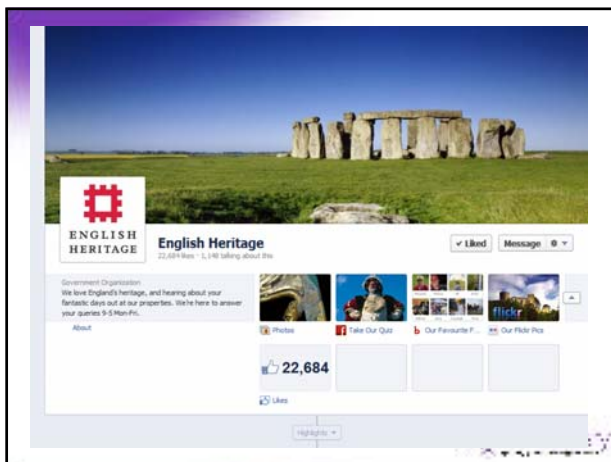 ENGLISH
HERITAGE
English Heritage
22,684 likes · 1,148 talking about this
Liked
Message
Government Organization
We love England's heritage, and hearing about your
fantastic days out at our properties. We're here to answer
your queries 9-5 Mon-Fri.
About
flickr
Photos
Take Our Quiz
Our Favourite F...
Our Flickr Pics
22,684
Likes
Highlights